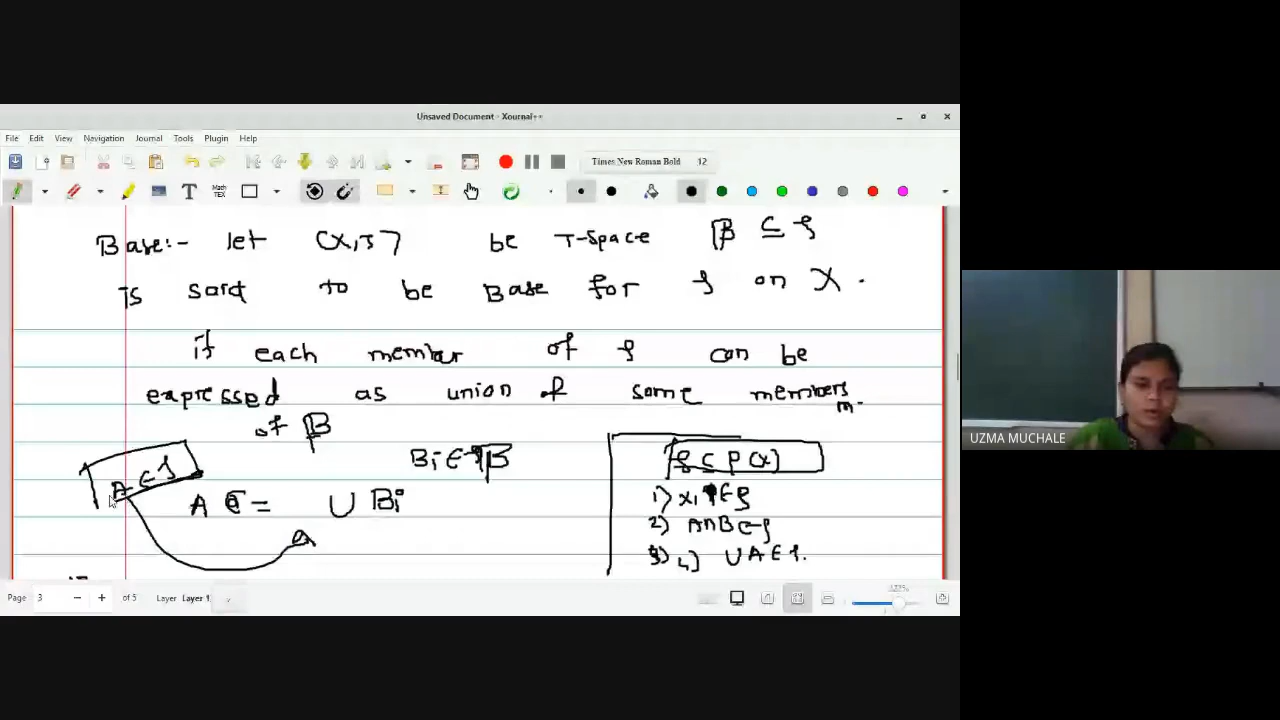 Unsaved Document - Xournal++
File Edit View Navigation Journal Tools Plugin Help
Times New Roman Bold 12
Base:- let (X,ℑ) be T-space 𝔹 ⊆ ℑ
is said to be Base for ℑ on X.
if each member of ℑ can be
expressed as union of some members
of 𝔹
A ∈ ℑ
Bi ∈ 𝔹
A = ∪ Bi
ℑ ⊆ P(X)
1) X, ∈ ℑ
2) A∩B ∈ ℑ
3) 4) ∪A ∈ ℑ.
UZMA MUCHALE
Page 3 of 5 Layer Layer 1